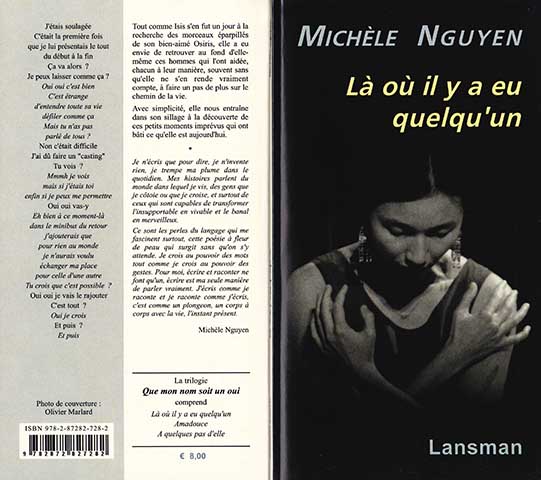 J'étais soulagée
C'était la première fois
que je lui présentais le tout
du début à la fin
Ça va alors ?
Je peux laisser comme ça ?
Oui oui c'est bien
C'est étrange
d'entendre toute sa vie
défiler comme ça
Mais tu n'as pas
parlé de tous ?
Non c'était difficile
J'ai dû faire un "casting"
Tu vois ?
Mmmh je vois
mais si j'étais toi
enfin si je peux me permettre
Oui oui vas-y
Eh bien à ce moment-là
dans le minibus du retour
j'ajouterais que
pour rien au monde
je n'aurais voulu
échanger ma place
pour celle d'une autre
Tu crois que c'est possible ?
Oui oui je vais le rajouter
C'est tout ?
Oui je crois
Et puis ?
Et puis
Photo de couverture :
Olivier Marlard
ISBN 978-2-87282-728-2
9 782872 827282
Tout comme Isis s'en fut un jour à la
recherche des morceaux éparpillés
de son bien-aimé Osiris, elle a eu
envie de retrouver au fond d'elle-
même ces hommes qui l'ont aidée,
chacun à leur manière, souvent sans
qu'elle ne s'en rende vraiment
compte, à faire un pas de plus sur le
chemin de la vie.
Avec simplicité, elle nous entraîne
dans son sillage à la découverte de
ces petits moments imprévus qui ont
bâti ce qu'elle est aujourd'hui.
*
Je n'écris que pour dire, je n'invente
rien, je trempe ma plume dans le
quotidien. Mes histoires parlent du
monde dans lequel je vis, des gens que
je côtoie ou que je croise, et surtout de
ceux qui sont capables de transformer
l'insupportable en vivable et le banal
en merveilleux.
Ce sont les perles du langage qui me
fascinent surtout, cette poésie à fleur
de peau qui surgit sans qu'on s'y
attende. Je crois au pouvoir des
mots tout comme je crois au pouvoir des
gestes. Pour moi, écrire et raconter ne
font qu'un, écrire est ma seule manière
de parler vraiment. J'écris comme je
raconte et je raconte comme j'écris,
c'est comme un plongeon, un corps à
corps avec la vie, l'instant présent.
Michèle Nguyen
La trilogie
Que mon nom soit un oui
comprend
Là où il y a eu quelqu'un
Amadouce
A quelques pas d'elle
€ 8,00
MICHÈLE NGUYEN
Là où il y a eu
quelqu'un
Lansman